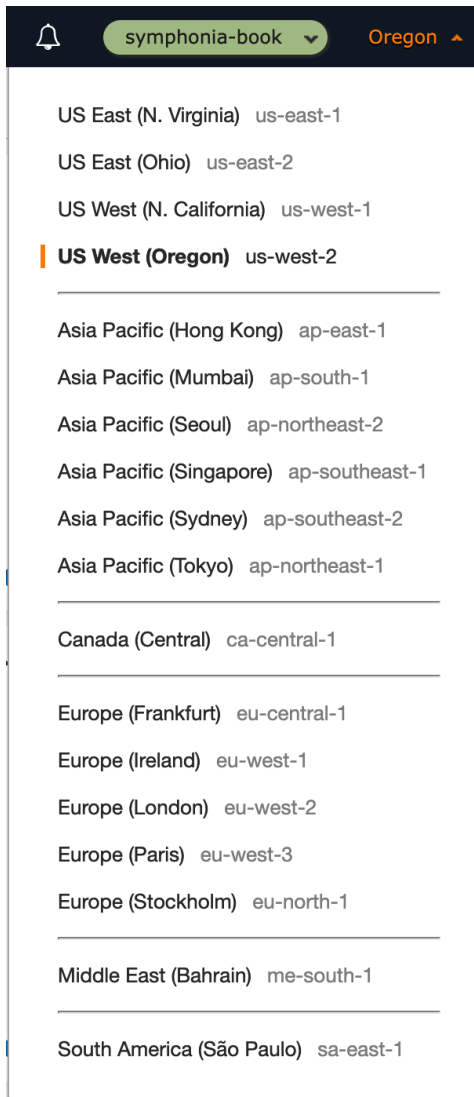 symphonia-book Oregon
US East (N. Virginia) us-east-1
US East (Ohio) us-east-2
US West (N. California) us-west-1
US West (Oregon) us-west-2
Asia Pacific (Hong Kong) ap-east-1
Asia Pacific (Mumbai) ap-south-1
Asia Pacific (Seoul) ap-northeast-2
Asia Pacific (Singapore) ap-southeast-1
Asia Pacific (Sydney) ap-southeast-2
Asia Pacific (Tokyo) ap-northeast-1
Canada (Central) ca-central-1
Europe (Frankfurt) eu-central-1
Europe (Ireland) eu-west-1
Europe (London) eu-west-2
Europe (Paris) eu-west-3
Europe (Stockholm) eu-north-1
Middle East (Bahrain) me-south-1
South America (São Paulo) sa-east-1